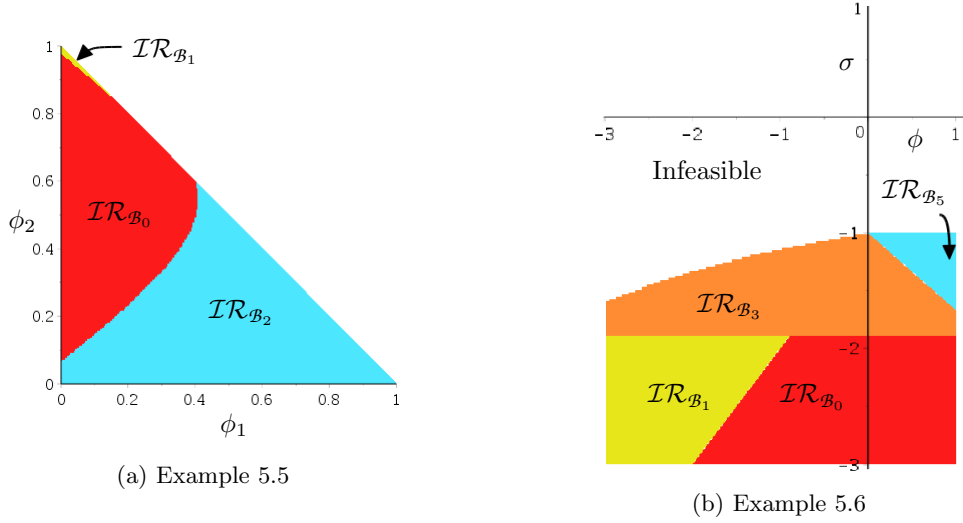 1
0.8
0.6
0.4
0.2
0
0
0.2
0.4
0.6
0.8
1
ϕ₂
ϕ₁
𝓘𝓡_𝓑₁
𝓘𝓡_𝓑₀
𝓘𝓡_𝓑₂
(a) Example 5.5
1
σ
-3
-2
-1
0
1
ϕ
Infeasible
𝓘𝓡_𝓑₅
-1
𝓘𝓡_𝓑₃
-2
𝓘𝓡_𝓑₁
𝓘𝓡_𝓑₀
-3
(b) Example 5.6